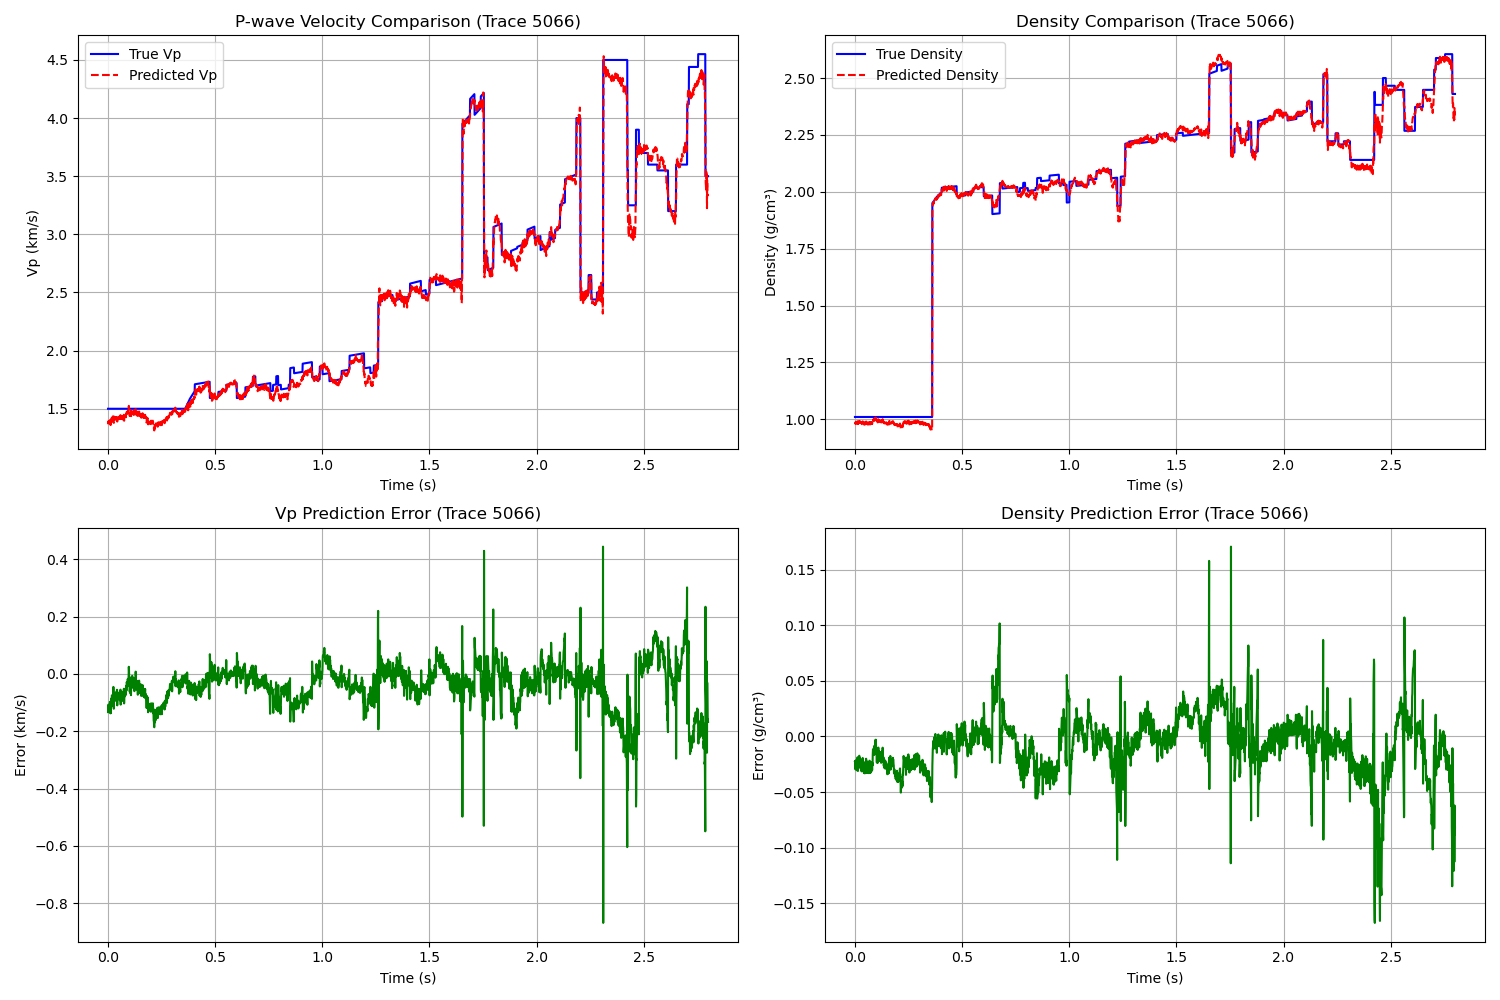 P-wave Velocity Comparison (Trace 5066)
True Vp
Predicted Vp
Vp (km/s)
4.5
4.0
3.5
3.0
2.5
2.0
1.5
0.0 0.5 1.0 1.5 2.0 2.5
Time (s)
Density Comparison (Trace 5066)
True Density
Predicted Density
Density (g/cm³)
2.50
2.25
2.00
1.75
1.50
1.25
1.00
0.0 0.5 1.0 1.5 2.0 2.5
Time (s)
Vp Prediction Error (Trace 5066)
Error (km/s)
0.4
0.2
0.0
−0.2
−0.4
−0.6
−0.8
0.0 0.5 1.0 1.5 2.0 2.5
Time (s)
Density Prediction Error (Trace 5066)
Error (g/cm³)
0.15
0.10
0.05
0.00
−0.05
−0.10
−0.15
0.0 0.5 1.0 1.5 2.0 2.5
Time (s)